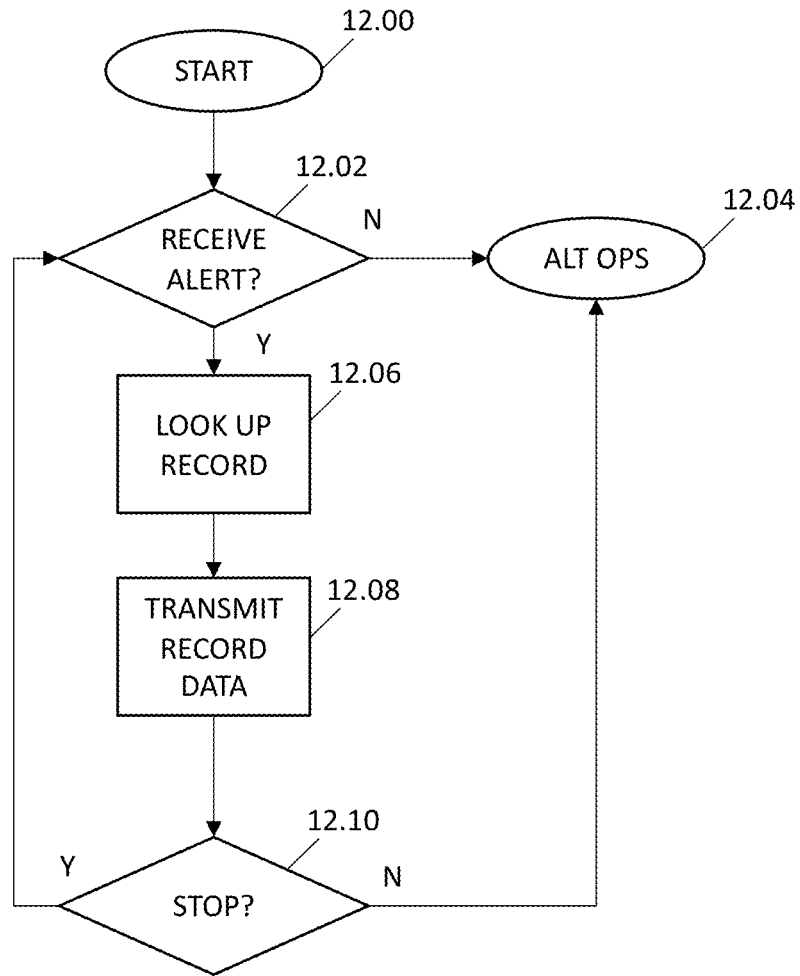 12.00
START
12.02
RECEIVE
ALERT?
N
12.04
ALT OPS
Y
12.06
LOOK UP
RECORD
12.08
TRANSMIT
RECORD
DATA
12.10
Y
STOP?
N